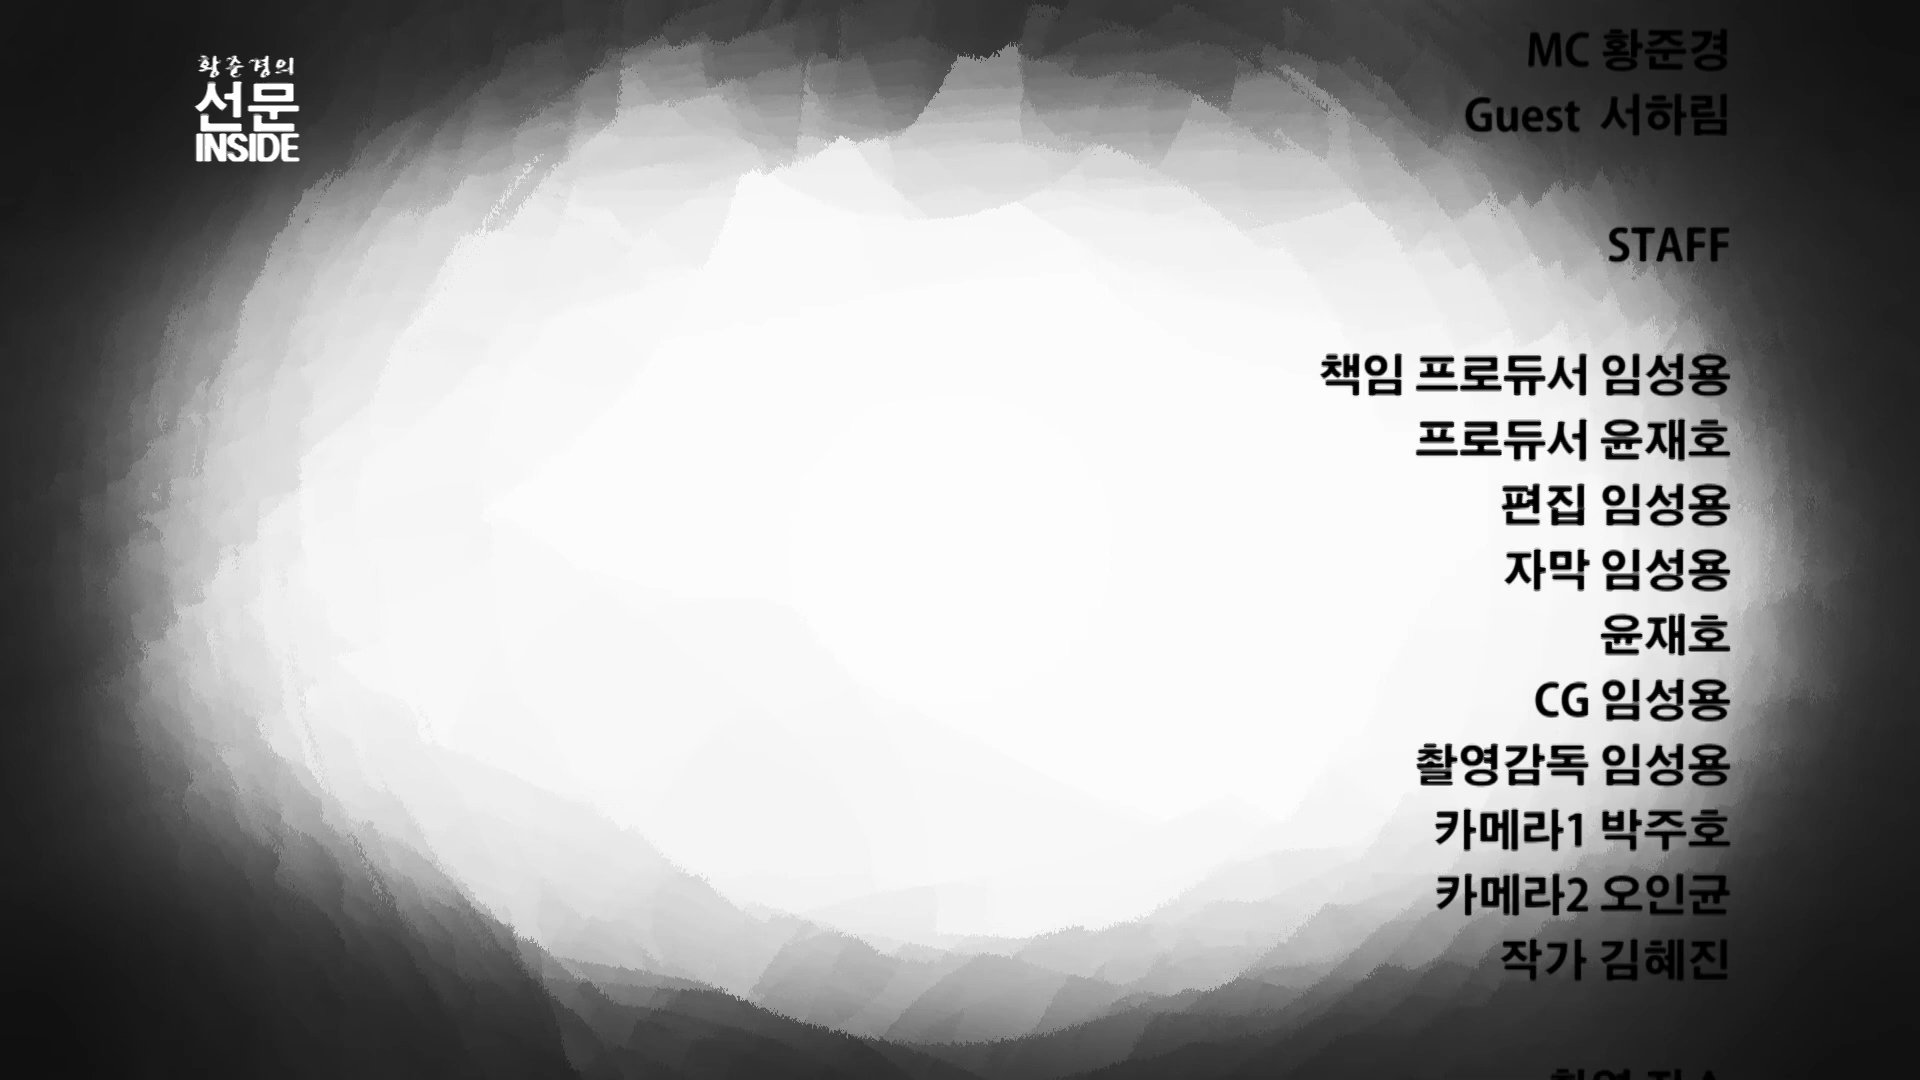 황준경의
선문
INSIDE
MC 황준경
Guest 서하림
STAFF
책임 프로듀서 임성용
프로듀서 윤재호
편집 임성용
자막 임성용
윤재호
CG 임성용
촬영감독 임성용
카메라1 박주호
카메라2 오인균
작가 김혜진